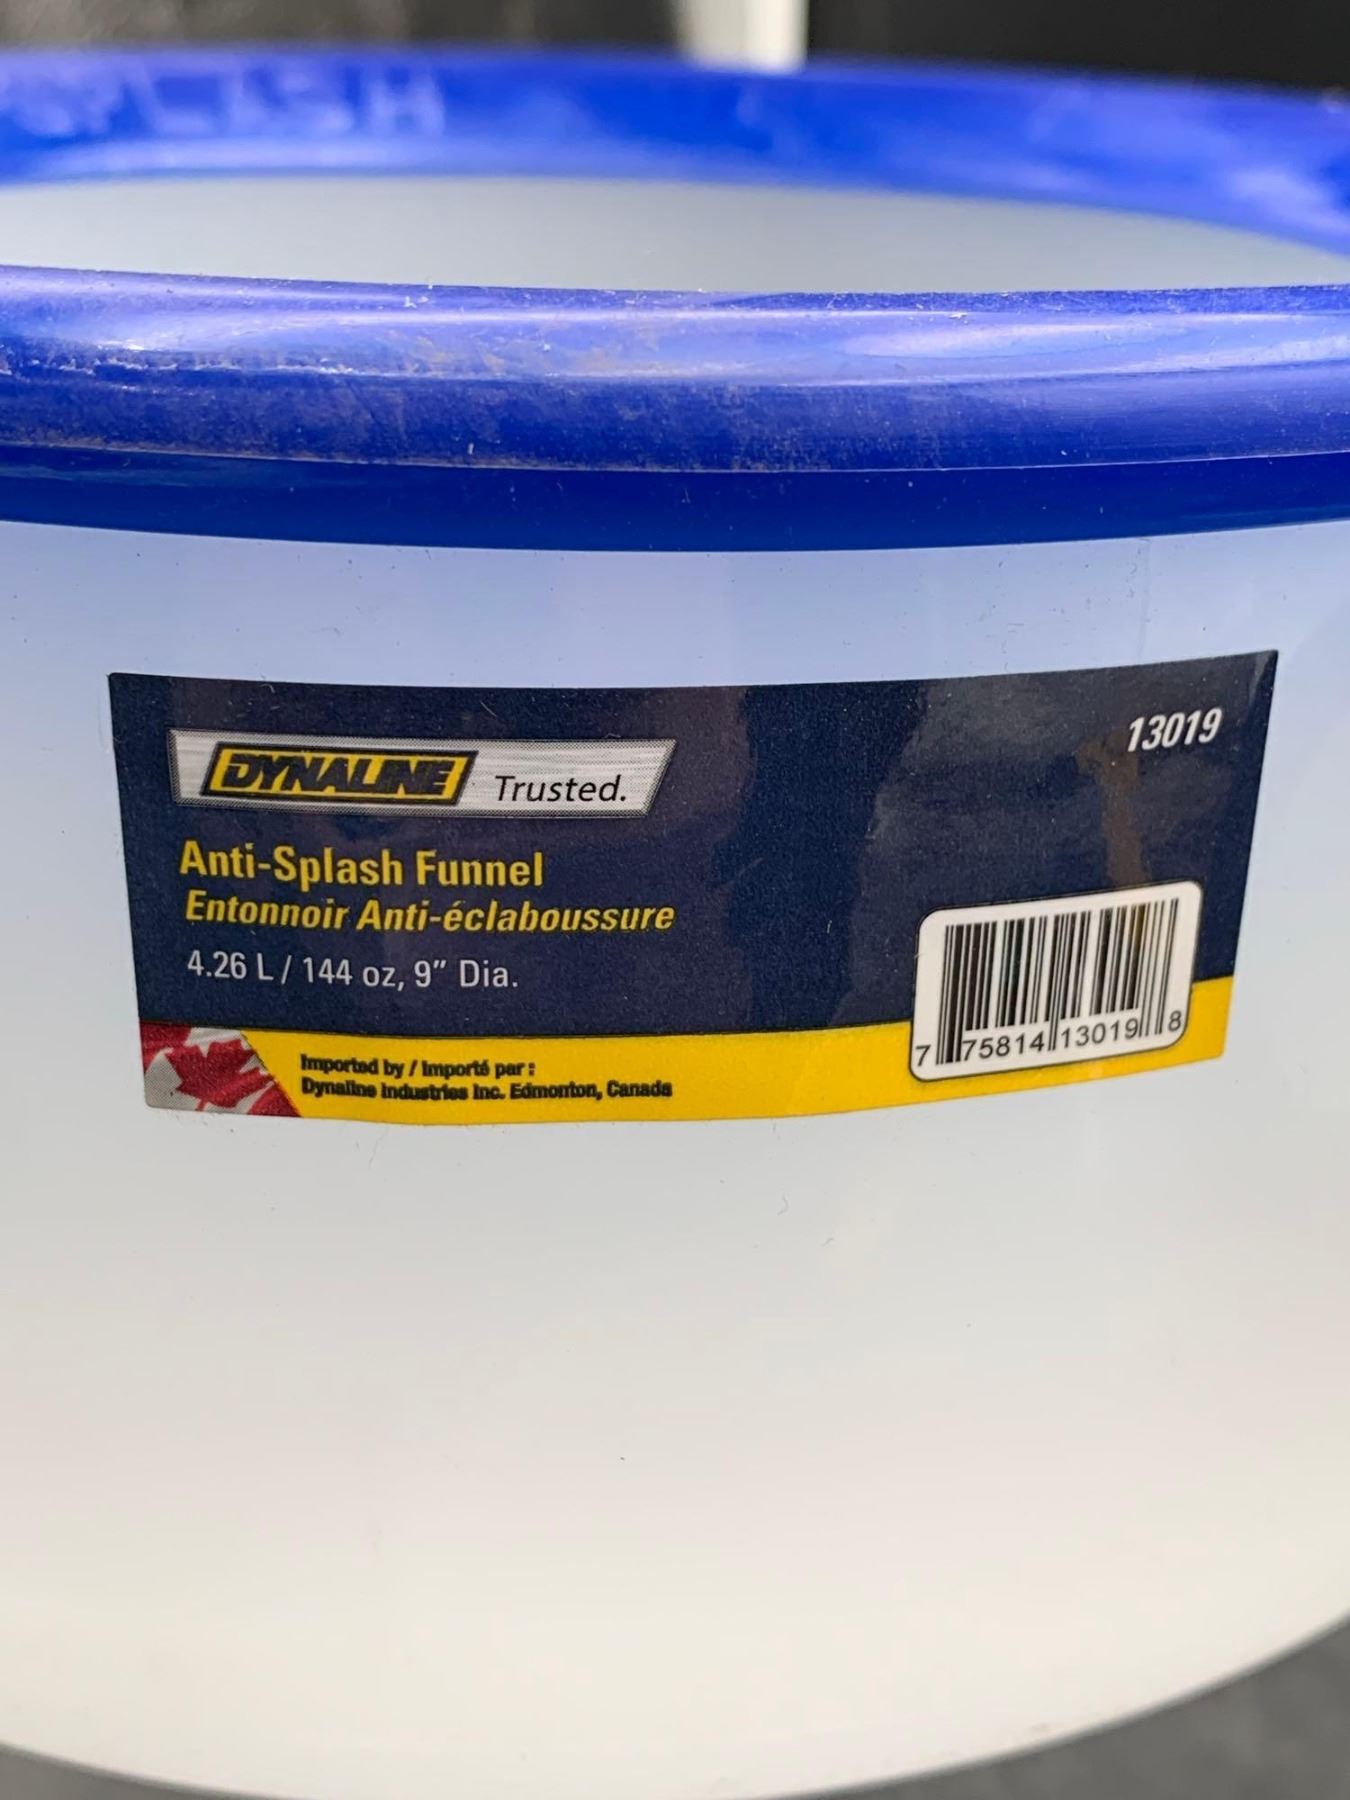 SPLASH
DYNALINE Trusted.
13019
Anti-Splash Funnel
Entonnoir Anti-éclaboussure
4.26 L / 144 oz, 9” Dia.
Imported by / Importé par :
Dynaline Industries Inc. Edmonton, Canada
7 75814 13019 8